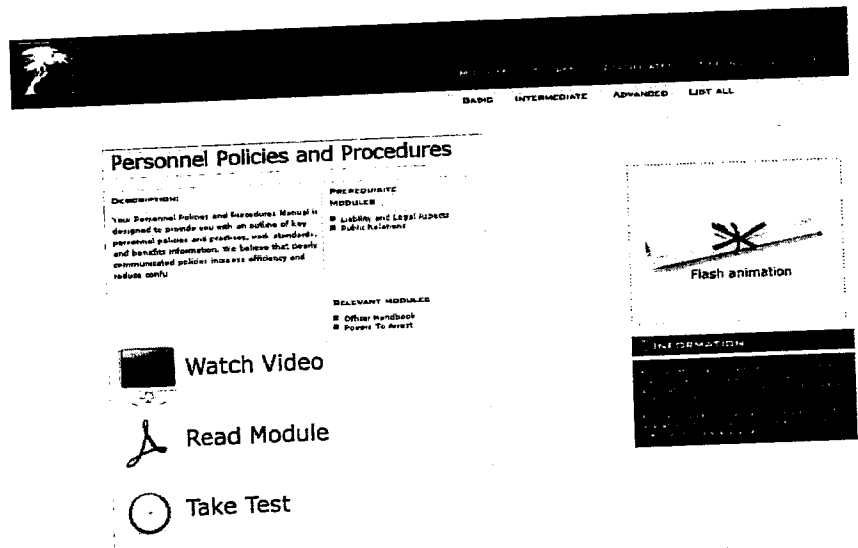 BASIC INTERMEDIATE ADVANCED LIST ALL
Personnel Policies and Procedures
DESCRIPTION:
Your Personnel Policies and Procedures Manual is
designed to provide you with an outline of key
personnel policies and practices, work standards,
and benefits information. We believe that clearly
communicated policies increase efficiency and
reduce confu
PREREQUISITE
MODULES
Liability and Legal Aspects
Public Relations
RELEVANT MODULES
Officer Handbook
Powers To Arrest
Flash animation
INFORMATION
Watch Video
Read Module
Take Test